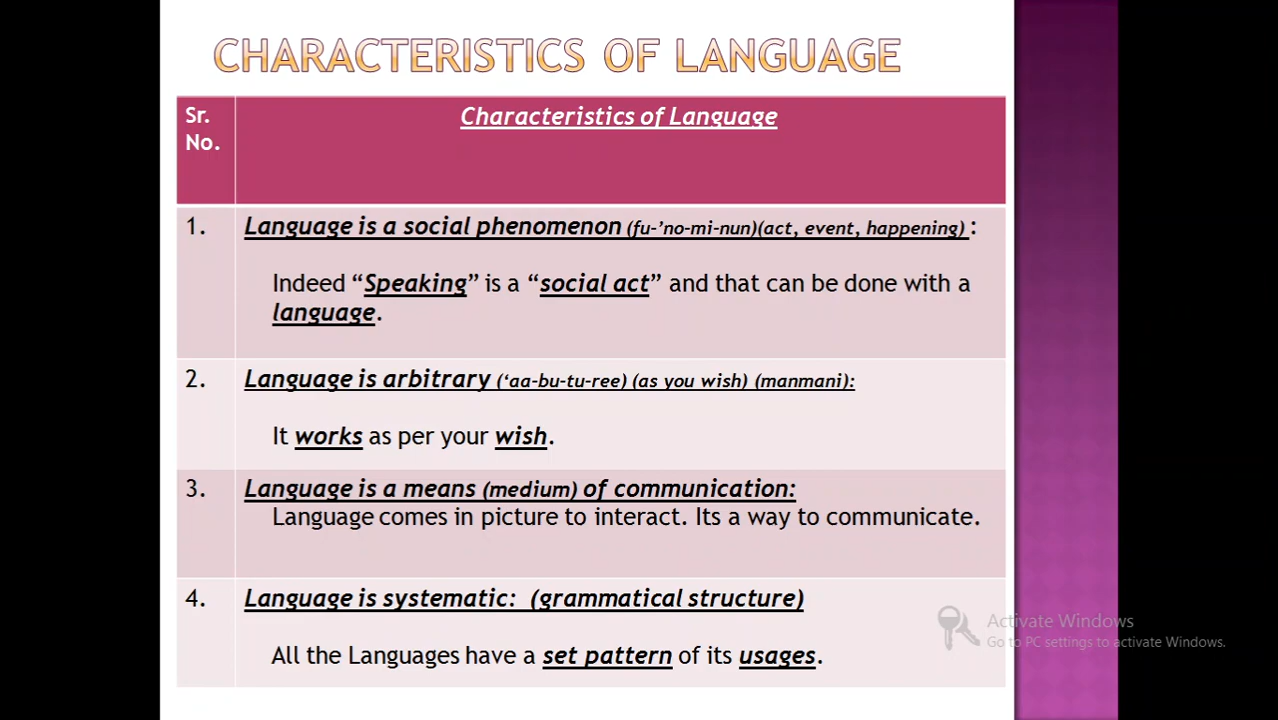 CHARACTERISTICS OF LANGUAGE
Sr.
No.
Characteristics of Language
1.
Language is a social phenomenon (fu-’no-mi-nun)(act, event, happening) :
Indeed “Speaking” is a “social act” and that can be done with a
language.
2.
Language is arbitrary (‘aa-bu-tu-ree) (as you wish) (manmani):
It works as per your wish.
3.
Language is a means (medium) of communication:
Language comes in picture to interact. Its a way to communicate.
4.
Language is systematic: (grammatical structure)
All the Languages have a set pattern of its usages.
Activate Windows
Go to PC settings to activate Windows.